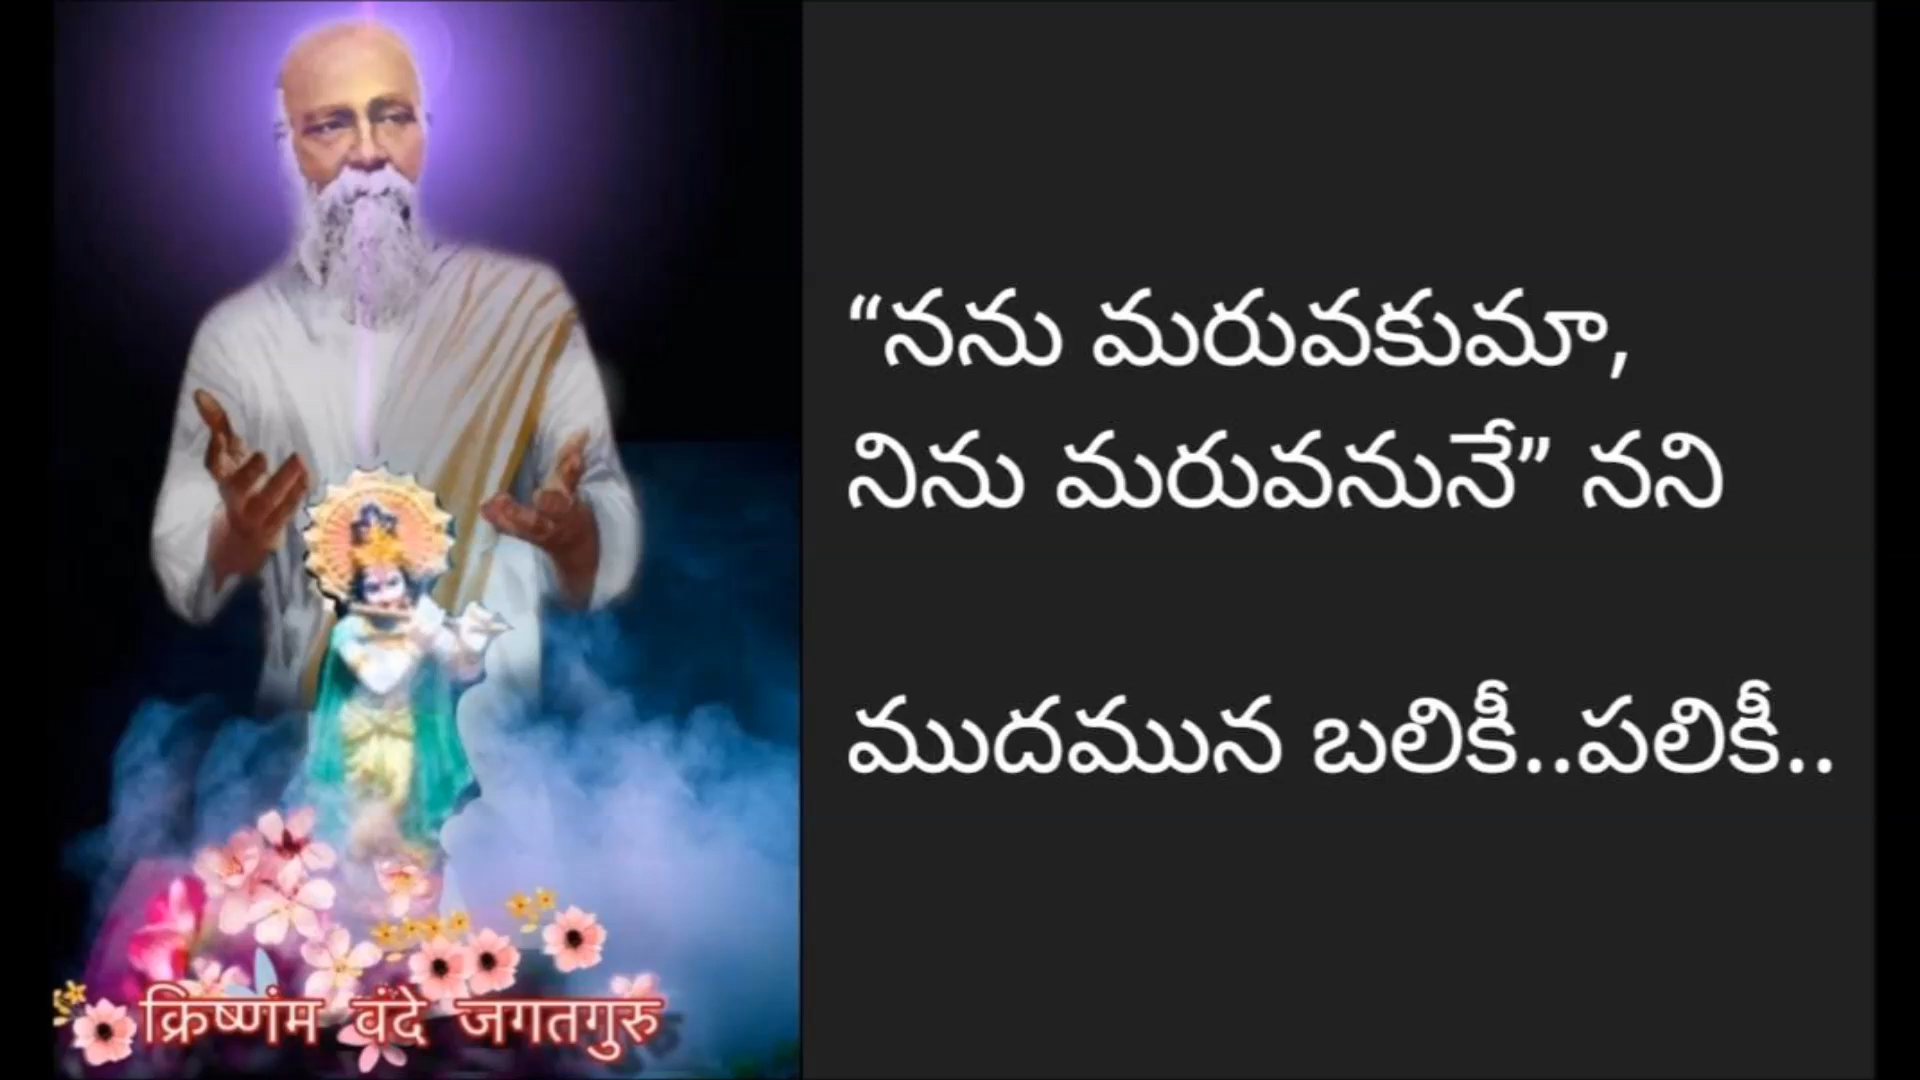 “నను మరువకుమా,
నిను మరువనునే” నని
ముదమున బలికీ..పలికీ..
क्रिष्णंम वंदे जगतगुरु